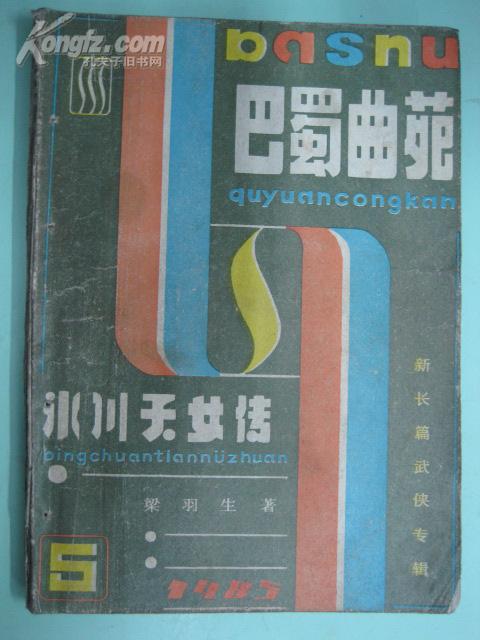 Kongfz.com
孔夫子旧书网
basnu
巴蜀曲苑
quyuancongkan
新长篇武侠专辑
冰川天女传
bingchuantiannüzhuan
梁羽生 著
5
1985